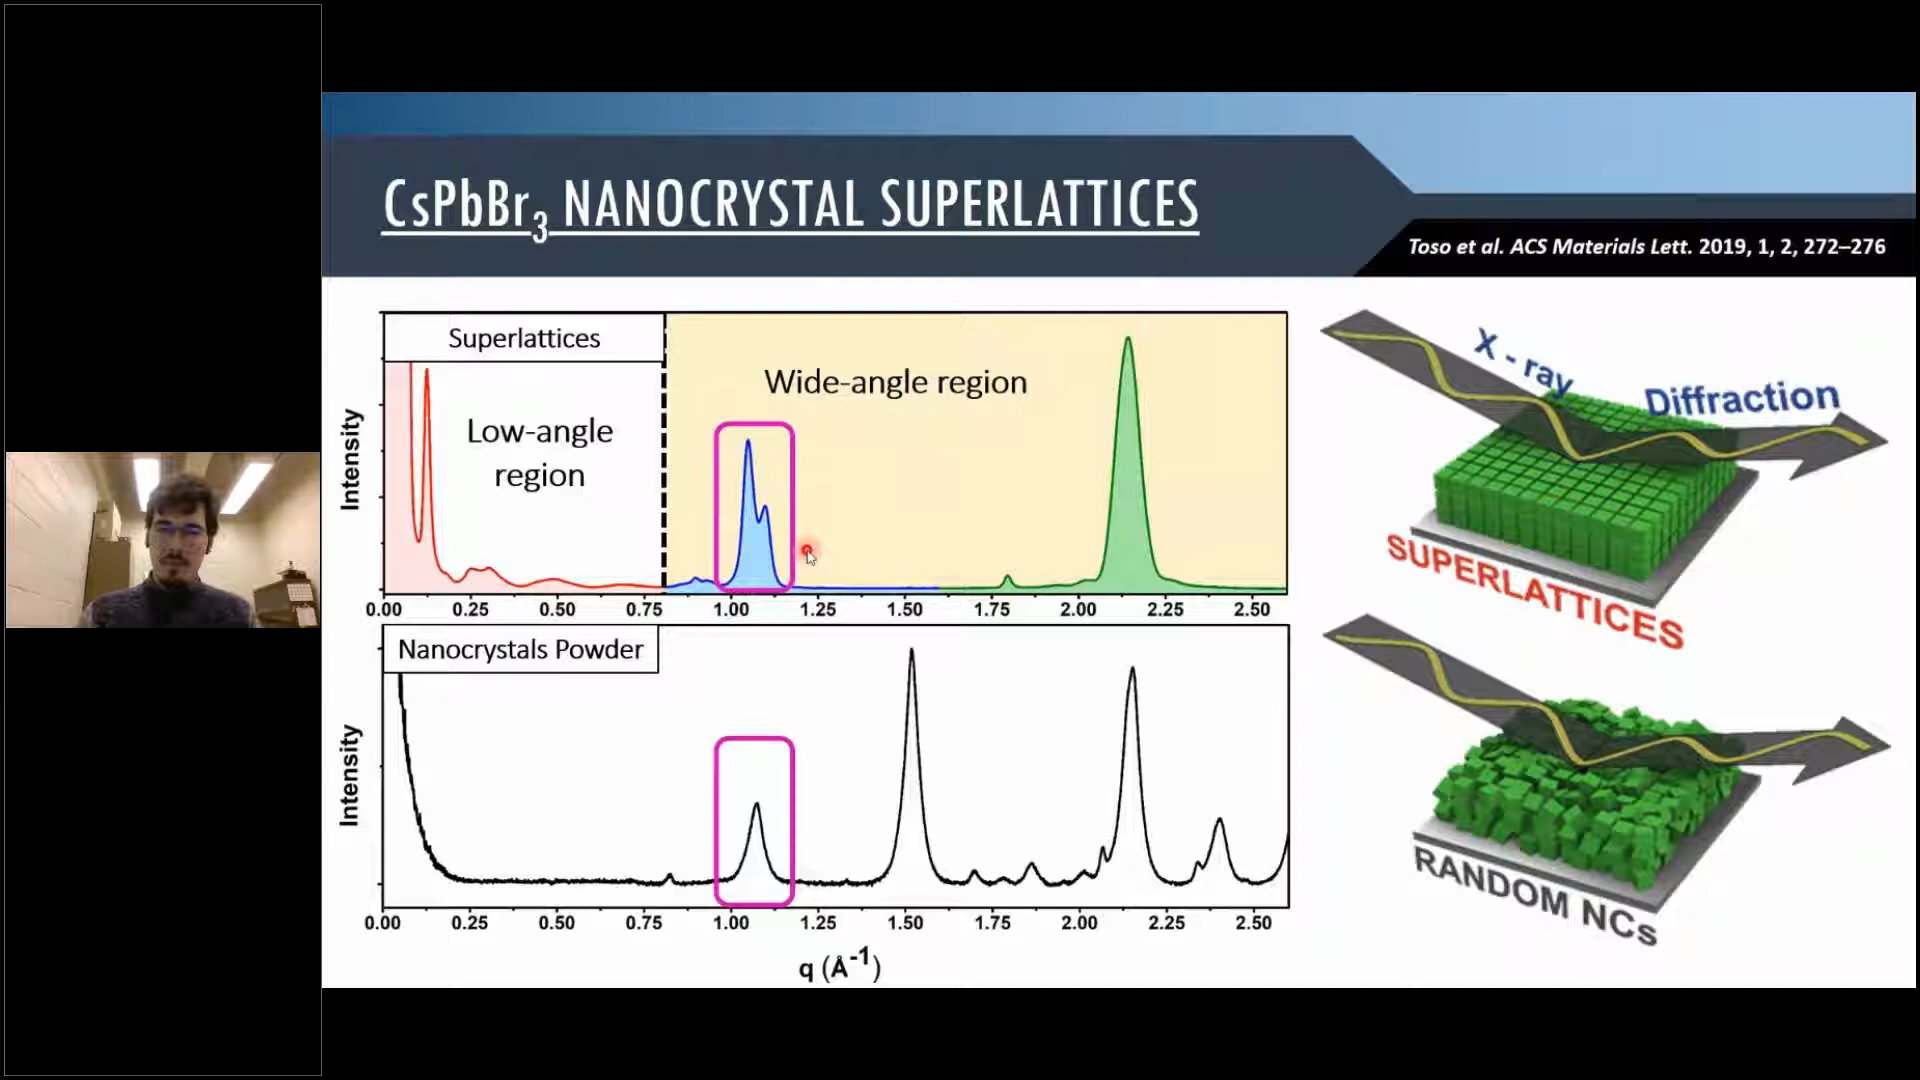 CsPbBr3 NANOCRYSTAL SUPERLATTICES
Toso et al. ACS Materials Lett. 2019, 1, 2, 272–276
Superlattices
Low-angle
region
Wide-angle region
Intensity
0.00 0.25 0.50 0.75 1.00 1.25 1.50 1.75 2.00 2.25 2.50
Nanocrystals Powder
Intensity
0.00 0.25 0.50 0.75 1.00 1.25 1.50 1.75 2.00 2.25 2.50
q (Å-1)
X - ray
Diffraction
SUPERLATTICES
RANDOM NCs